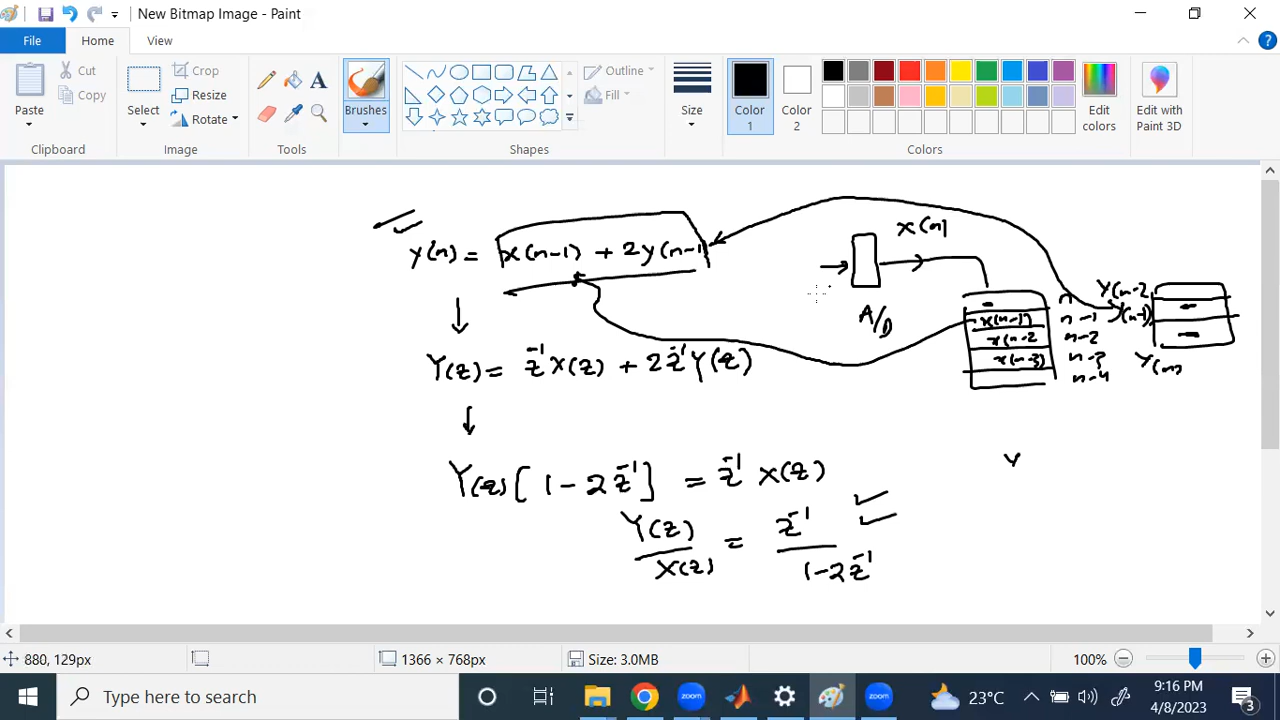 New Bitmap Image - Paint
File Home View
Paste Cut Copy Clipboard
Select Crop Resize Rotate Image
Tools
Brushes
Outline Fill Shapes
Size
Color 1 Color 2 Edit colors Colors
Edit with Paint 3D
x(n)
y(n) = x(n-1) + 2y(n-1)
A/D
x(n-1)
x(n-2
x(n-3)
n
n-1
n-2
n-3
n-4
y(n-2
y(n-1)
y(n)
Y(z) = z⁻¹X(z) + 2z⁻¹Y(z)
Y(z)[1-2z⁻¹] = z⁻¹ X(z)
Y(z)/X(z) = z⁻¹/1-2z⁻¹
880, 129px 1366 × 768px Size: 3.0MB 100%
Type here to search zoom zoom 23°C 9:16 PM
4/8/2023 3